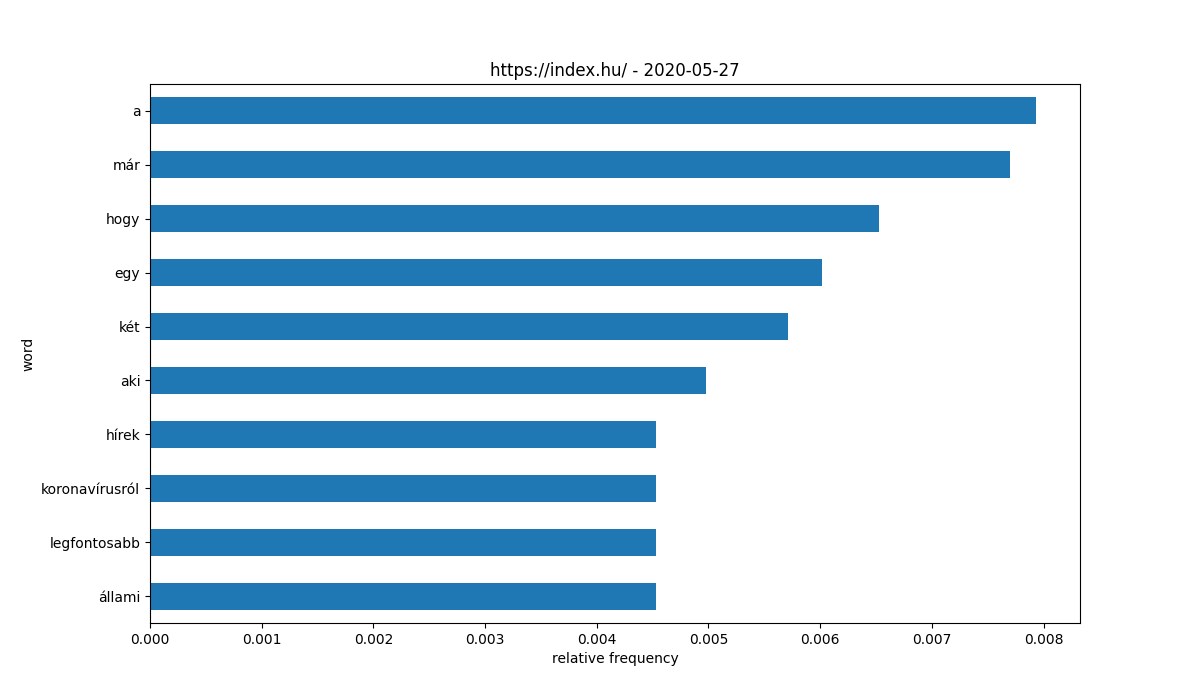 https://index.hu/ - 2020-05-27
word
a
már
hogy
egy
két
aki
hírek
koronavírusról
legfontosabb
állami
0.000 0.001 0.002 0.003 0.004 0.005 0.006 0.007 0.008
relative frequency